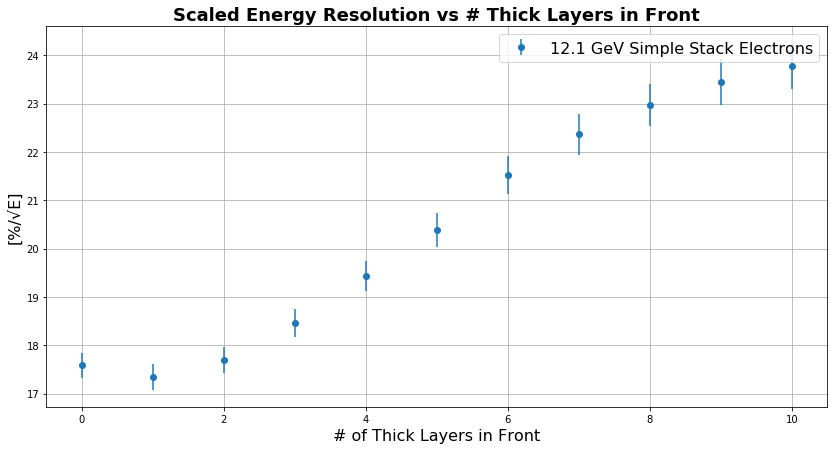 Scaled Energy Resolution vs # Thick Layers in Front
12.1 GeV Simple Stack Electrons
[%/√E]
24
23
22
21
20
19
18
17
0 2 4 6 8 10
# of Thick Layers in Front